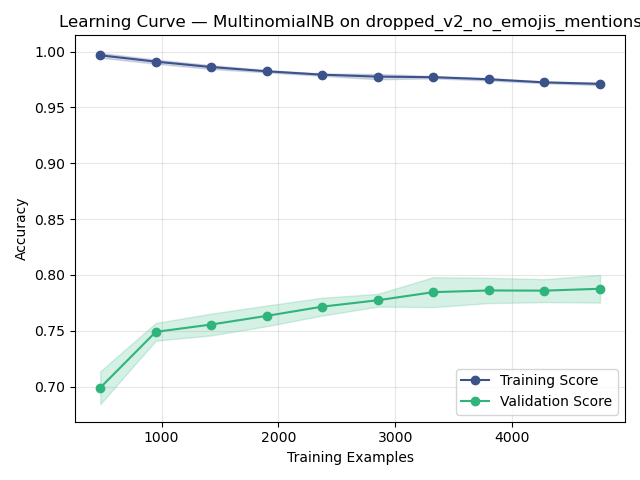 Learning Curve — MultinomialNB on dropped_v2_no_emojis_mentions
1.00
0.95
0.90
0.85
0.80
0.75
0.70
Accuracy
1000 2000 3000 4000
Training Examples
Training Score
Validation Score